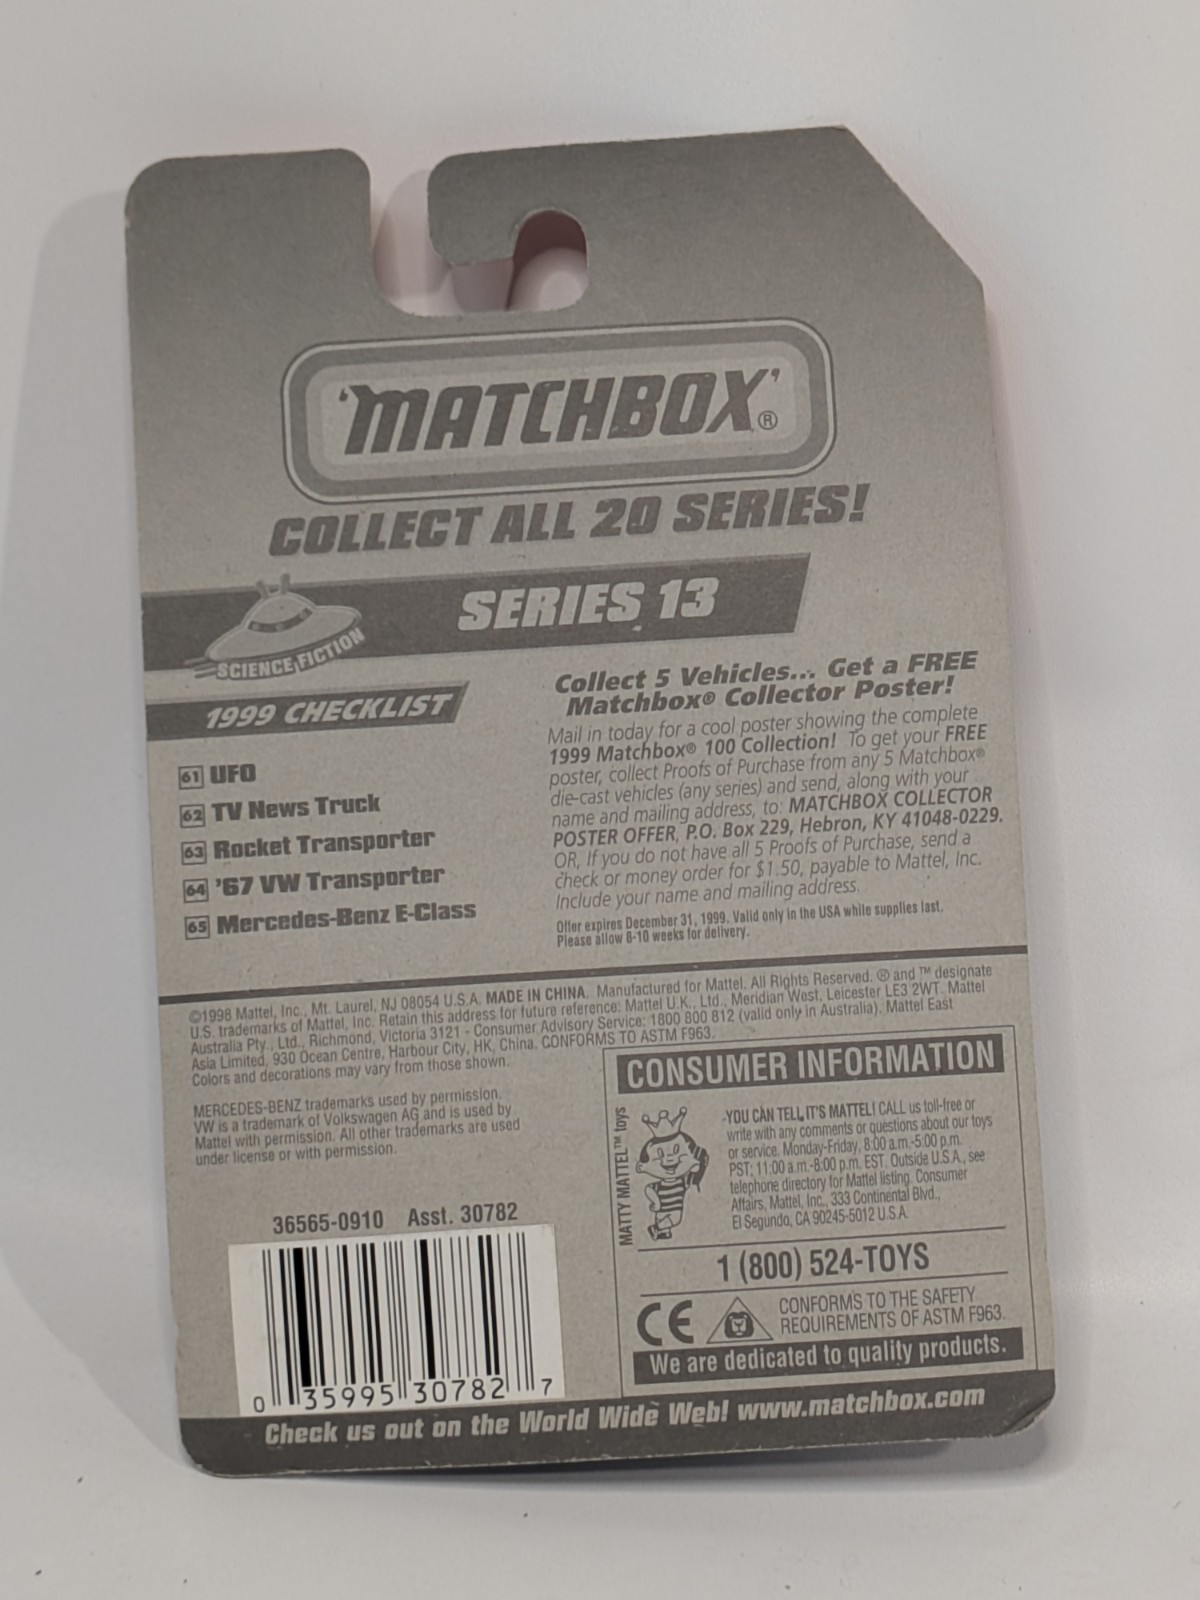 'MATCHBOX'®
COLLECT ALL 20 SERIES!
SERIES 13
SCIENCE FICTION
1999 CHECKLIST
61 UFO
62 TV News Truck
63 Rocket Transporter
64 '67 VW Transporter
65 Mercedes-Benz E-Class
Collect 5 Vehicles... Get a FREE
Matchbox® Collector Poster!
Mail in today for a cool poster showing the complete
1999 Matchbox® 100 Collection! To get your FREE
poster, collect Proofs of Purchase from any 5 Matchbox®
die-cast vehicles (any series) and send, along with your
name and mailing address, to: MATCHBOX COLLECTOR
POSTER OFFER, P.O. Box 229, Hebron, KY 41048-0229.
OR, If you do not have all 5 Proofs of Purchase, send a
check or money order for $1.50, payable to Mattel, Inc.
Include your name and mailing address.
Offer expires December 31, 1999. Valid only in the USA while supplies last.
Please allow 8-10 weeks for delivery.
©1998 Mattel, Inc., Mt. Laurel, NJ 08054 U.S.A. MADE IN CHINA. Manufactured for Mattel. All Rights Reserved. ® and ™ designate
U.S. trademarks of Mattel, Inc. Retain this address for future reference: Mattel U.K., Ltd., Meridian West, Leicester LE3 2WT. Mattel
Australia Pty., Ltd., Richmond, Victoria 3121 - Consumer Advisory Service: 1800 800 812 (valid only in Australia). Mattel East
Asia Limited, 930 Ocean Centre, Harbour City, HK, China. CONFORMS TO ASTM F963.
Colors and decorations may vary from those shown.
MERCEDES-BENZ trademarks used by permission.
VW is a trademark of Volkswagen AG and is used by
Mattel with permission. All other trademarks are used
under license or with permission.
36565-0910 Asst. 30782
0 35995 30782 7
CONSUMER INFORMATION
MATTY MATTEL™ toys
-YOU CAN TELL IT'S MATTEL! CALL us toll-free or
write with any comments or questions about our toys
or service. Monday-Friday, 8:00 a.m.-5:00 p.m.
PST; 11:00 a.m.-8:00 p.m. EST. Outside U.S.A., see
telephone directory for Mattel listing. Consumer
Affairs, Mattel, Inc., 333 Continental Blvd.,
El Segundo, CA 90245-5012 U.S.A.
1 (800) 524-TOYS
CE
CONFORMS TO THE SAFETY
REQUIREMENTS OF ASTM F963.
We are dedicated to quality products.
Check us out on the World Wide Web! www.matchbox.com